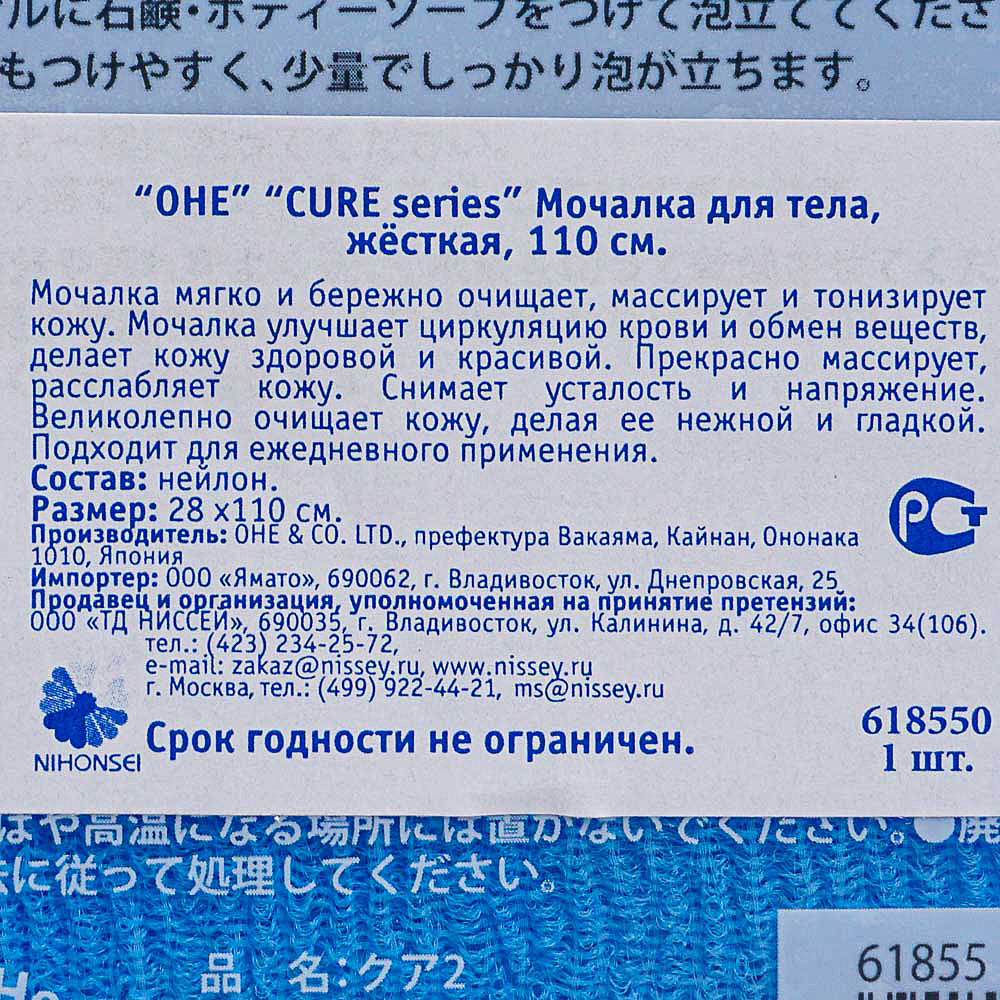 ルに石鹸・ボディーソープをつけて泡立ててくださ
もつけやすく、少量でしっかり泡が立ちます。
“OHE” “CURE series” Мочалка для тела,
жёсткая, 110 см.
Мочалка мягко и бережно очищает, массирует и тонизирует
кожу. Мочалка улучшает циркуляцию крови и обмен веществ,
делает кожу здоровой и красивой. Прекрасно массирует,
расслабляет кожу. Снимает усталость и напряжение.
Великолепно очищает кожу, делая ее нежной и гладкой.
Подходит для ежедневного применения.
Состав: нейлон.
Размер: 28 x110 см.
Производитель: OHE & CO. LTD., префектура Вакаяма, Кайнан, Ононака
1010, Япония
Импортер: ООО «Ямато», 690062, г. Владивосток, ул. Днепровская, 25
Продавец и организация, уполномоченная на принятие претензий:
ООО «ТД НИССЕЙ», 690035, г. Владивосток, ул. Калинина, д. 42/7, офис 34(106).
тел.: (423) 234-25-72,
e-mail: zakaz@nissey.ru, www.nissey.ru
г. Москва, тел.: (499) 922-44-21, ms@nissey.ru
РСТ
NIHONSEI
Срок годности не ограничен.
618550
1 шт.
や高温になる場所には置かないでください。●廃
に従って処理してください。
品 名:クア2
61855